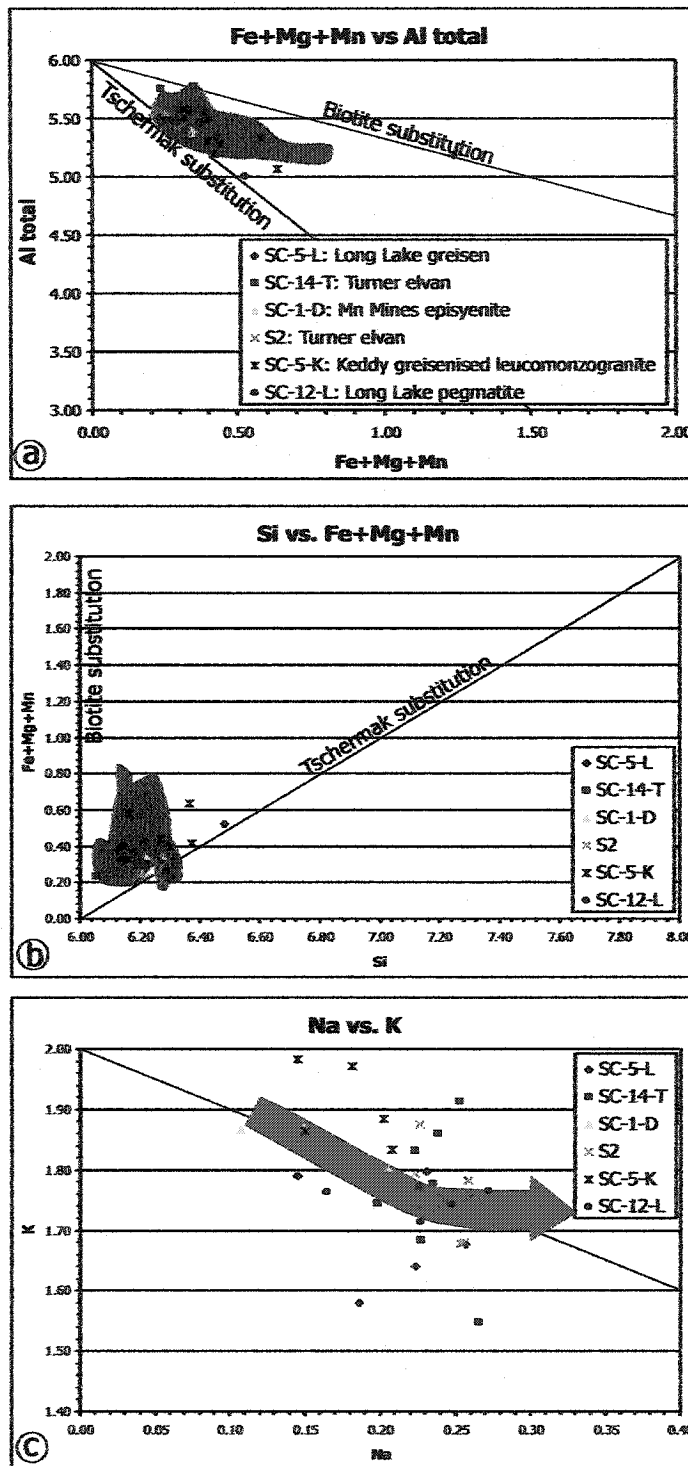 Fe+Mg+Mn vs Al total
6.00
5.50
5.00
4.50
4.00
3.50
3.00
Al total
Tschermak substitution
Biotite substitution
SC-5-L: Long Lake greisen
SC-14-T: Turner elvan
SC-1-D: Mn Mines episyenite
S2: Turner elvan
SC-5-K: Keddy greisenised leucomonzogranite
SC-12-L: Long Lake pegmatite
0.00 0.50 1.00 1.50 2.00
Fe+Mg+Mn
a
Si vs. Fe+Mg+Mn
2.00
1.80
1.60
1.40
1.20
1.00
0.80
0.60
0.40
0.20
0.00
Fe+Mg+Mn
Biotite substitution
Tschermak substitution
SC-5-L
SC-14-T
SC-1-D
S2
SC-5-K
SC-12-L
6.00 6.20 6.40 6.60 6.80 7.00 7.20 7.40 7.60 7.80 8.00
Si
b
Na vs. K
2.00
1.90
1.80
1.70
1.60
1.50
1.40
K
SC-5-L
SC-14-T
SC-1-D
S2
SC-5-K
SC-12-L
0.00 0.05 0.10 0.15 0.20 0.25 0.30 0.35 0.40
Na
c